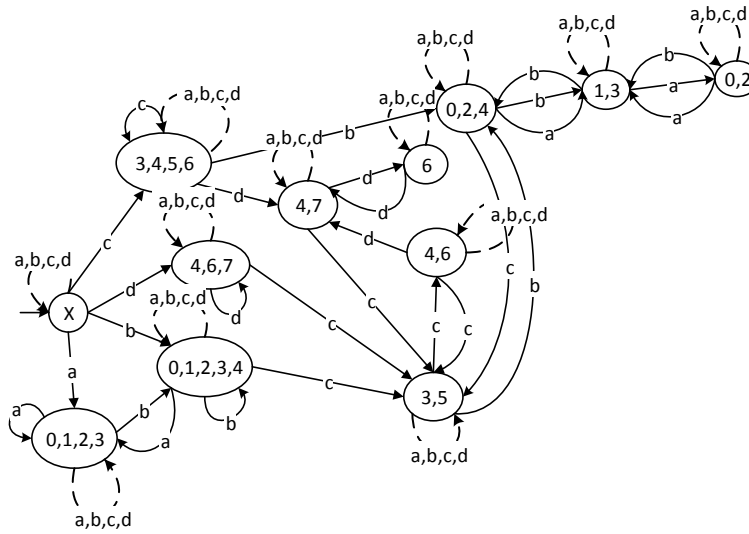 a,b,c,d
a,b,c,d
a,b,c,d
b
b
0,2
a
1,3
a
b
0,2,4
a
c
a,b,c,d
a,b,c,d
b
3,4,5,6
a,b,c,d
6
d
d
d
4,7
a,b,c,d
a,b,c,d
4,6
d
c
a,b,c,d
4,6,7
d
c
c
b
a,b,c,d
X
d
a,b,c,d
c
c
c
b
0,1,2,3,4
a
c
3,5
a
b
0,1,2,3
a
b
a,b,c,d
a,b,c,d